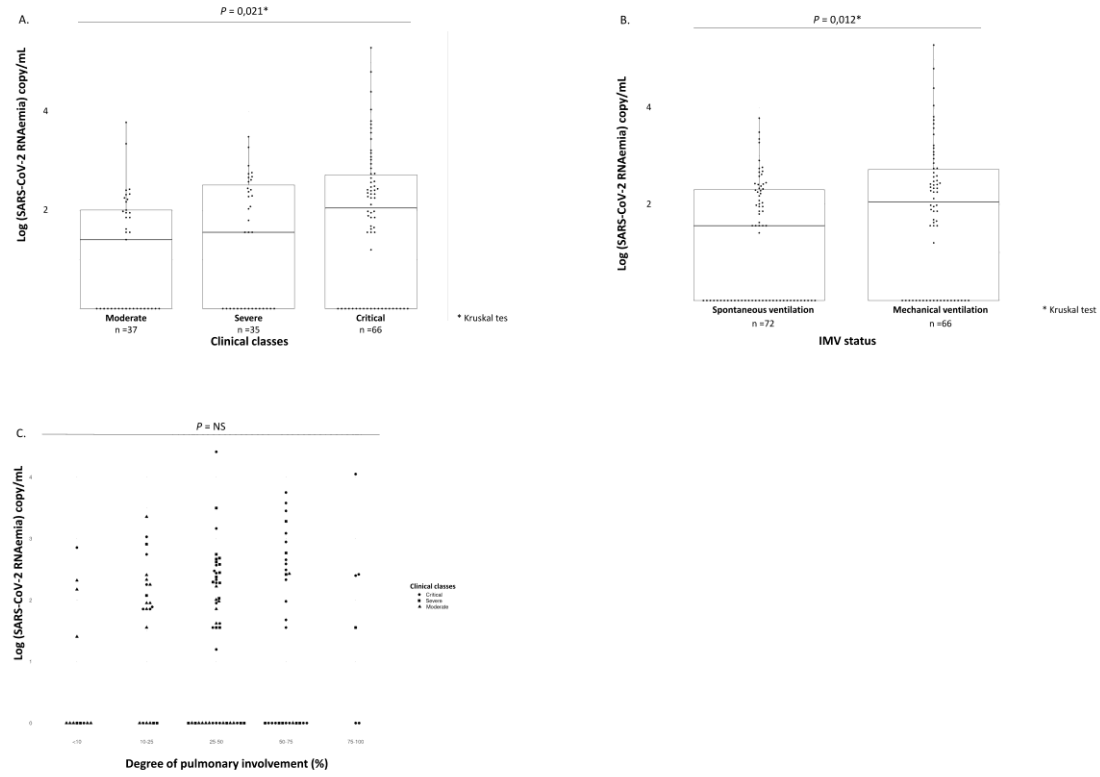 A.
P = 0,021*
Log (SARS-CoV-2 RNAemia) copy/mL
4
2
Moderate
n =37
Severe
n =35
Critical
n =66
Clinical classes
* Kruskal tes
B.
P = 0,012*
Log (SARS-CoV-2 RNAemia) copy/mL
4
2
Spontaneous ventilation
n =72
Mechanical ventilation
n =66
IMV status
* Kruskal test
C.
P = NS
Log (SARS-CoV-2 RNAemia) copy/mL
4
3
2
1
0
<10
10-25
25-50
50-75
75-100
Degree of pulmonary involvement (%)
Clinical classes
Critical
Severe
Moderate